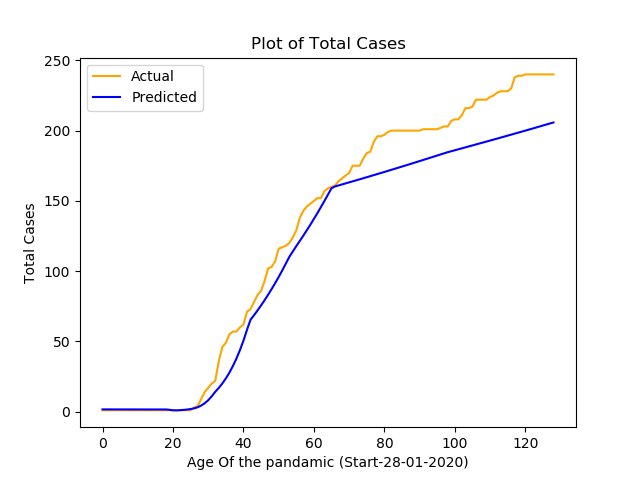 Plot of Total Cases
Actual
Predicted
250
200
150
100
50
0
Total Cases
0 20 40 60 80 100 120
Age Of the pandamic (Start-28-01-2020)